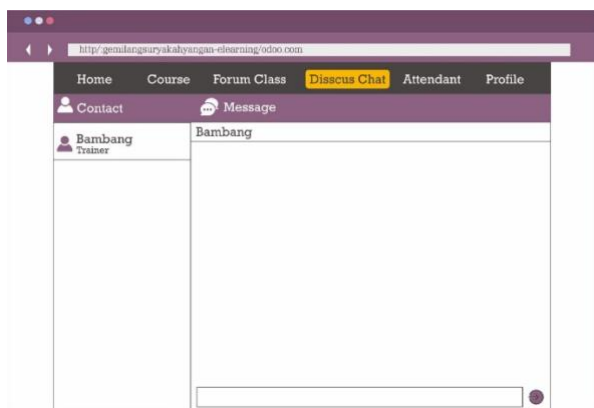 http/:gemilangsuryakahyangan-elearning/odoo.com
Home Course Forum Class Disscus Chat Attendant Profile
Contact Message
Bambang
Bambang
Trainer